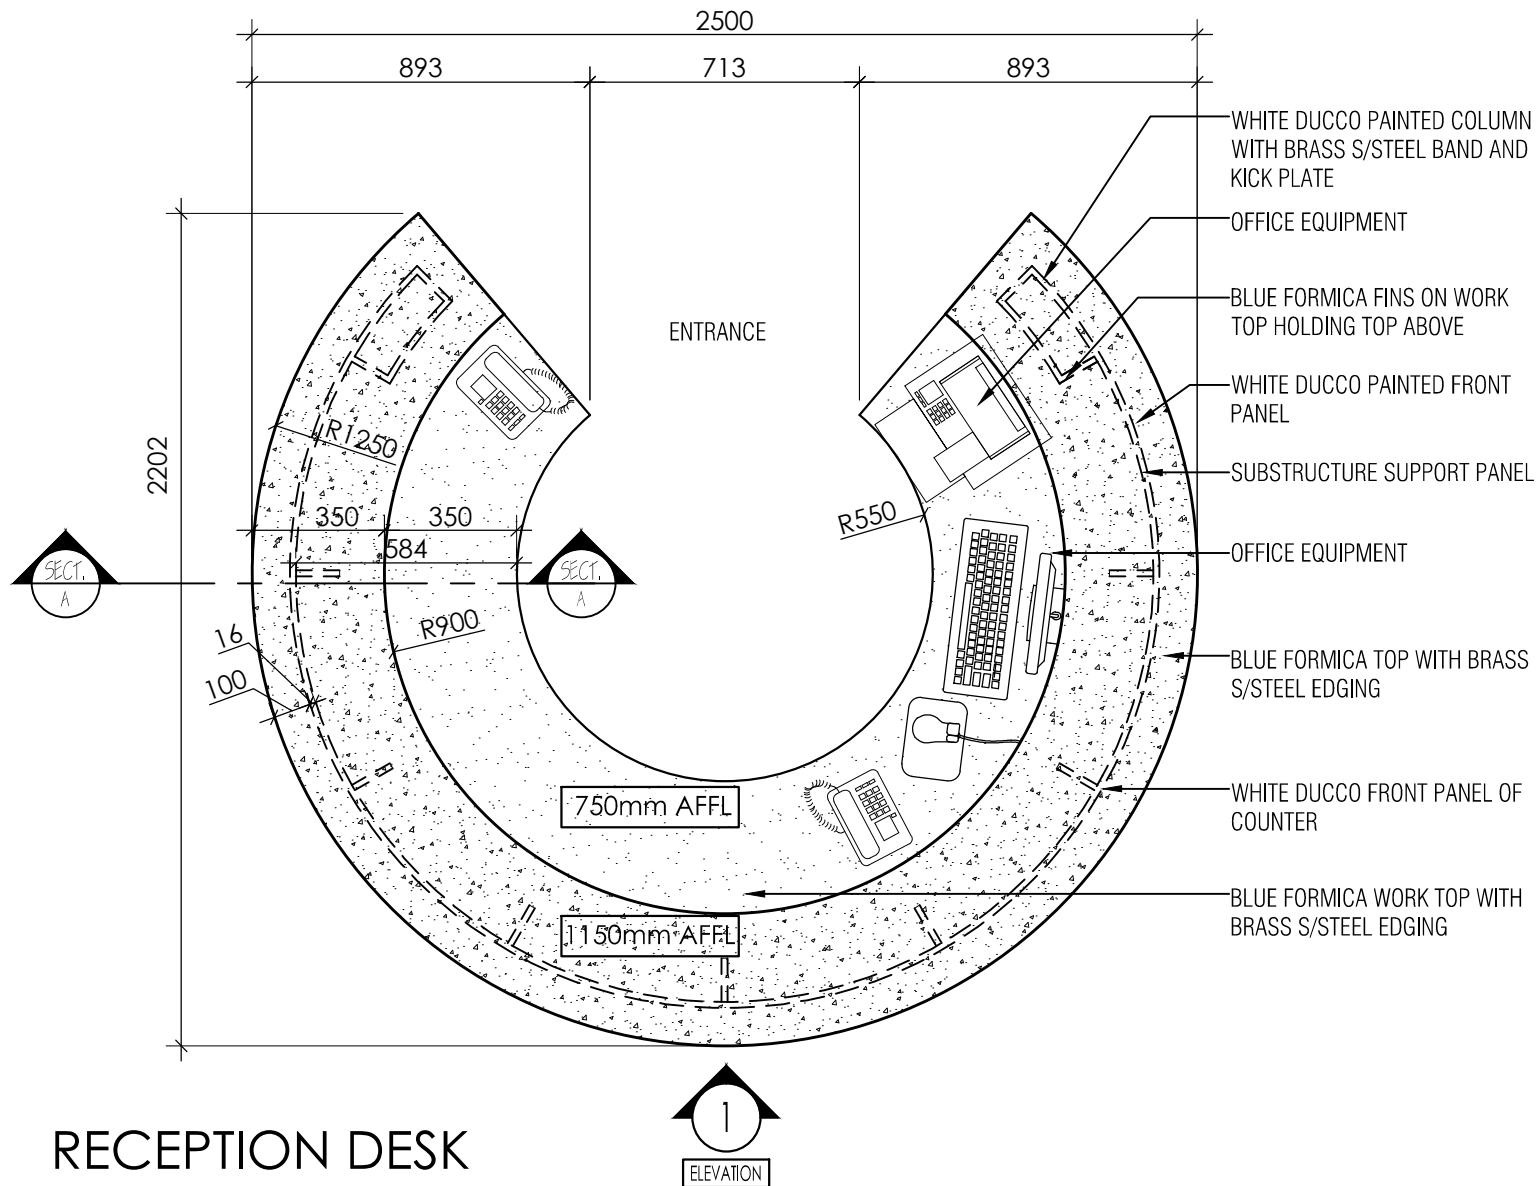 2500
893
713
893
WHITE DUCCO PAINTED COLUMN
WITH BRASS S/STEEL BAND AND
KICK PLATE
OFFICE EQUIPMENT
BLUE FORMICA FINS ON WORK
TOP HOLDING TOP ABOVE
ENTRANCE
WHITE DUCCO PAINTED FRONT
PANEL
R1250
2202
SUBSTRUCTURE SUPPORT PANEL
350
350
R550
584
OFFICE EQUIPMENT
SECT.
A
SECT.
A
R900
16
100
BLUE FORMICA TOP WITH BRASS
S/STEEL EDGING
750mm AFFL
WHITE DUCCO FRONT PANEL OF
COUNTER
BLUE FORMICA WORK TOP WITH
BRASS S/STEEL EDGING
1150mm AFFL
1
ELEVATION
RECEPTION DESK